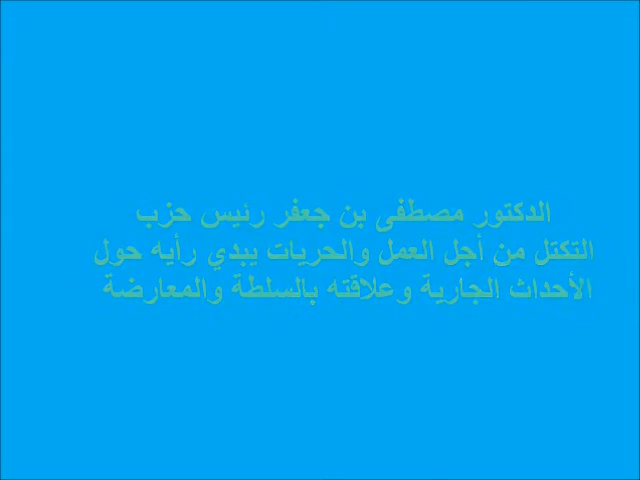 الدكتور مصطفى بن جعفر رئيس حزب
التكتل من أجل العمل والحريات يبدي رأيه حول
الأحداث الجارية وعلاقته بالسلطة والمعارضة